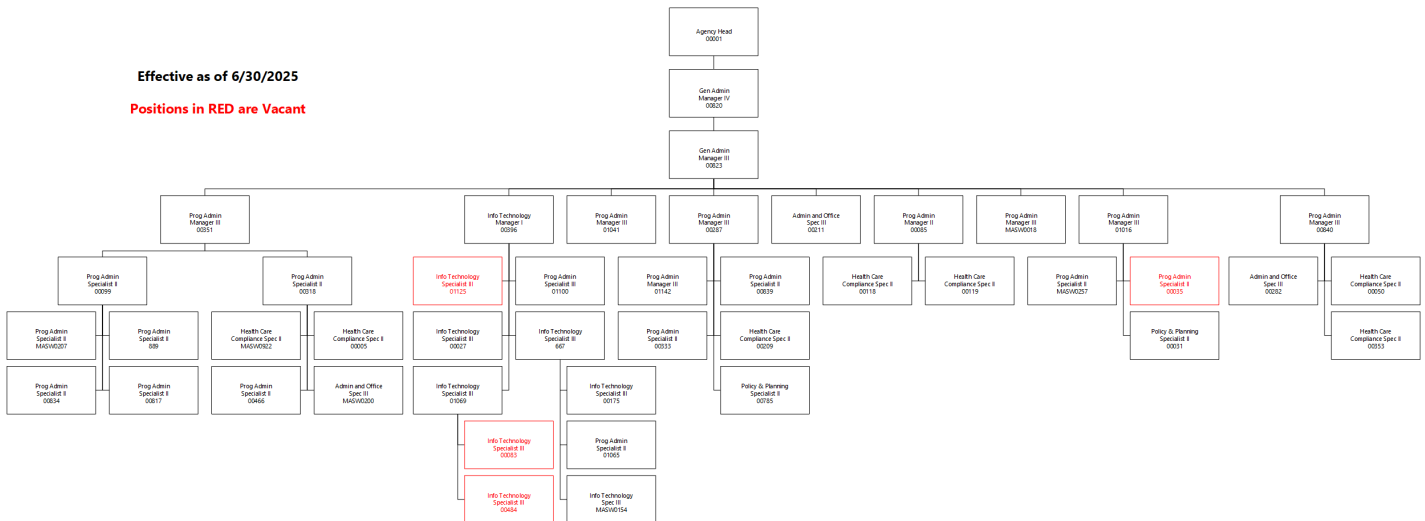 Agency Head
00001
Effective as of 6/30/2025
Positions in RED are Vacant
Gen Admin
Manager IV
00820
Gen Admin
Manager III
00823
Prog Admin
Manager III
00351
Info Technology
Manager I
00396
Prog Admin
Manager III
01041
Prog Admin
Manager III
00287
Admin and Office
Spec III
00211
Prog Admin
Manager II
00085
Prog Admin
Manager III
MASW0018
Prog Admin
Manager III
01016
Prog Admin
Manager III
00840
Prog Admin
Specialist II
00099
Prog Admin
Specialist II
00318
Info Technology
Specialist III
01125
Prog Admin
Specialist III
01100
Prog Admin
Manager III
01142
Prog Admin
Specialist II
00839
Health Care
Compliance Spec II
00118
Health Care
Compliance Spec II
00119
Prog Admin
Specialist II
MASW0257
Prog Admin
Specialist II
00035
Admin and Office
Spec III
00282
Health Care
Compliance Spec II
00050
Prog Admin
Specialist II
MASW0207
Prog Admin
Specialist II
889
Health Care
Compliance Spec II
MASW0922
Health Care
Compliance Spec II
00005
Info Technology
Specialist III
00027
Info Technology
Specialist III
667
Prog Admin
Specialist II
00333
Health Care
Compliance Spec II
00209
Policy & Planning
Specialist II
00031
Health Care
Compliance Spec II
00353
Prog Admin
Specialist II
00834
Prog Admin
Specialist II
00817
Prog Admin
Specialist II
00466
Admin and Office
Spec III
MASW0200
Info Technology
Specialist III
01069
Info Technology
Specialist III
00175
Policy & Planning
Specialist II
00785
Info Technology
Specialist III
00083
Prog Admin
Specialist II
01065
Info Technology
Specialist III
00484
Info Technology
Spec III
MASW0154